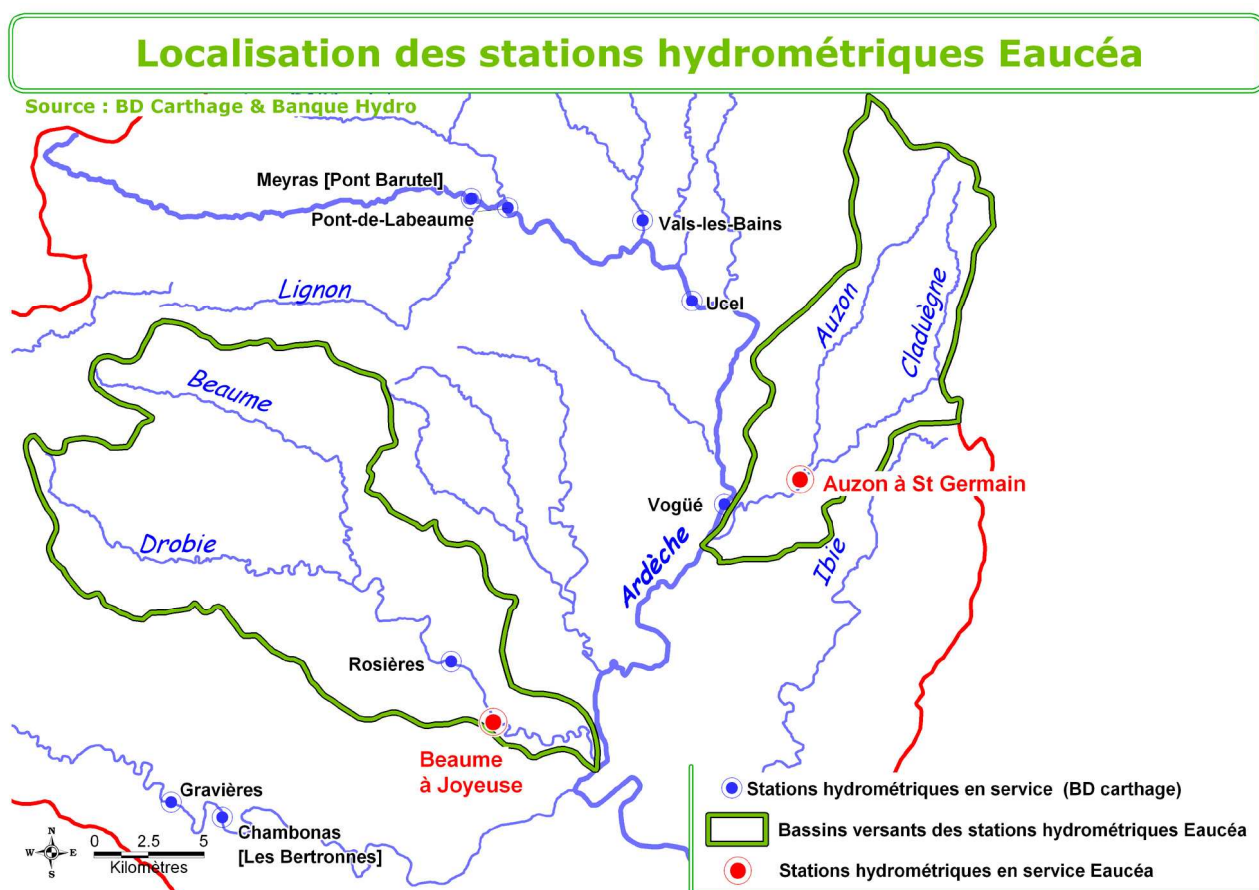 Localisation des stations hydrométriques Eaucéa
Source : BD Carthage & Banque Hydro
Meyras [Pont Barutel]
Pont-de-Labeaume
Vals-les-Bains
Lignon
Ucel
Auzon
Claduègne
Beaume
Auzon à St Germain
Vogüé
Drobie
Ardèche
Ibie
Rosières
Beaume
à Joyeuse
Gravières
Chambonas
[Les Bertronnes]
N
W E
S
0 2.5 5
Kilomètres
Stations hydrométriques en service (BD carthage)
Bassins versants des stations hydrométriques Eaucéa
Stations hydrométriques en service Eaucéa